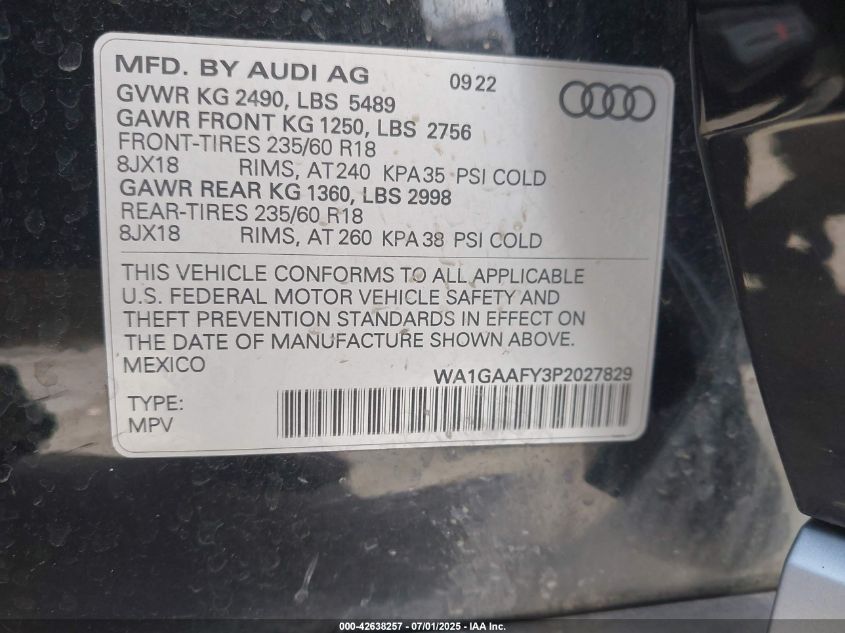 MFD. BY AUDI AG 09 22
GVWR KG 2490, LBS 5489
GAWR FRONT KG 1250, LBS 2756
FRONT-TIRES 235/60 R18
8JX18 RIMS, AT 240 KPA 35 PSI COLD
GAWR REAR KG 1360, LBS 2998
REAR-TIRES 235/60 R18
8JX18 RIMS, AT 260 KPA 38 PSI COLD
THIS VEHICLE CONFORMS TO ALL APPLICABLE
U.S. FEDERAL MOTOR VEHICLE SAFETY AND
THEFT PREVENTION STANDARDS IN EFFECT ON
THE DATE OF MANUFACTURE SHOWN ABOVE.
MEXICO WA1GAAFY3P2027829
TYPE:
MPV
000-42638257 - 07/01/2025 - IAA Inc.